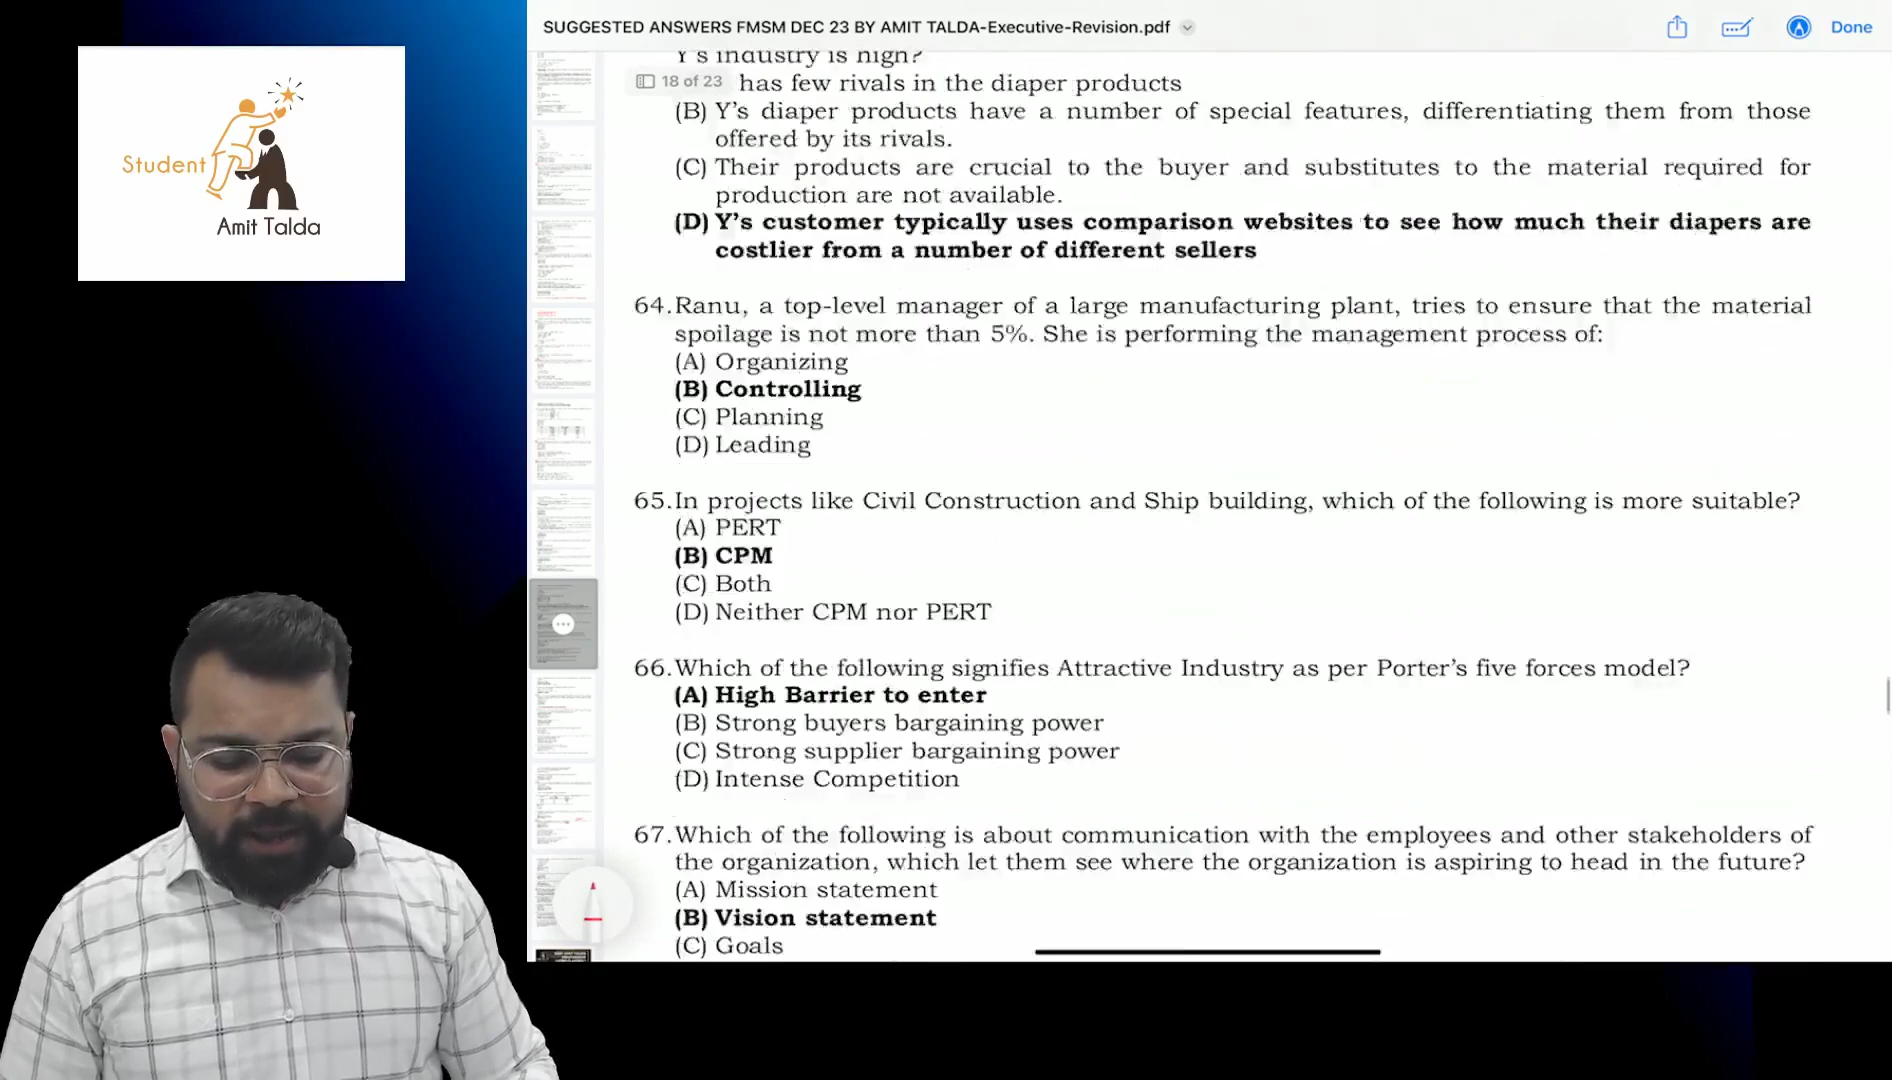 SUGGESTED ANSWERS FMSM DEC 23 BY AMIT TALDA-Executive-Revision.pdf
Done
Student
Amit Talda
Y's industry is high?
18 of 23
has few rivals in the diaper products
(B) Y's diaper products have a number of special features, differentiating them from those
offered by its rivals.
(C) Their products are crucial to the buyer and substitutes to the material required for
production are not available.
(D) Y's customer typically uses comparison websites to see how much their diapers are
costlier from a number of different sellers
64. Ranu, a top-level manager of a large manufacturing plant, tries to ensure that the material
spoilage is not more than 5%. She is performing the management process of:
(A) Organizing
(B) Controlling
(C) Planning
(D) Leading
65. In projects like Civil Construction and Ship building, which of the following is more suitable?
(A) PERT
(B) CPM
(C) Both
(D) Neither CPM nor PERT
66. Which of the following signifies Attractive Industry as per Porter's five forces model?
(A) High Barrier to enter
(B) Strong buyers bargaining power
(C) Strong supplier bargaining power
(D) Intense Competition
67. Which of the following is about communication with the employees and other stakeholders of
the organization, which let them see where the organization is aspiring to head in the future?
(A) Mission statement
(B) Vision statement
(C) Goals